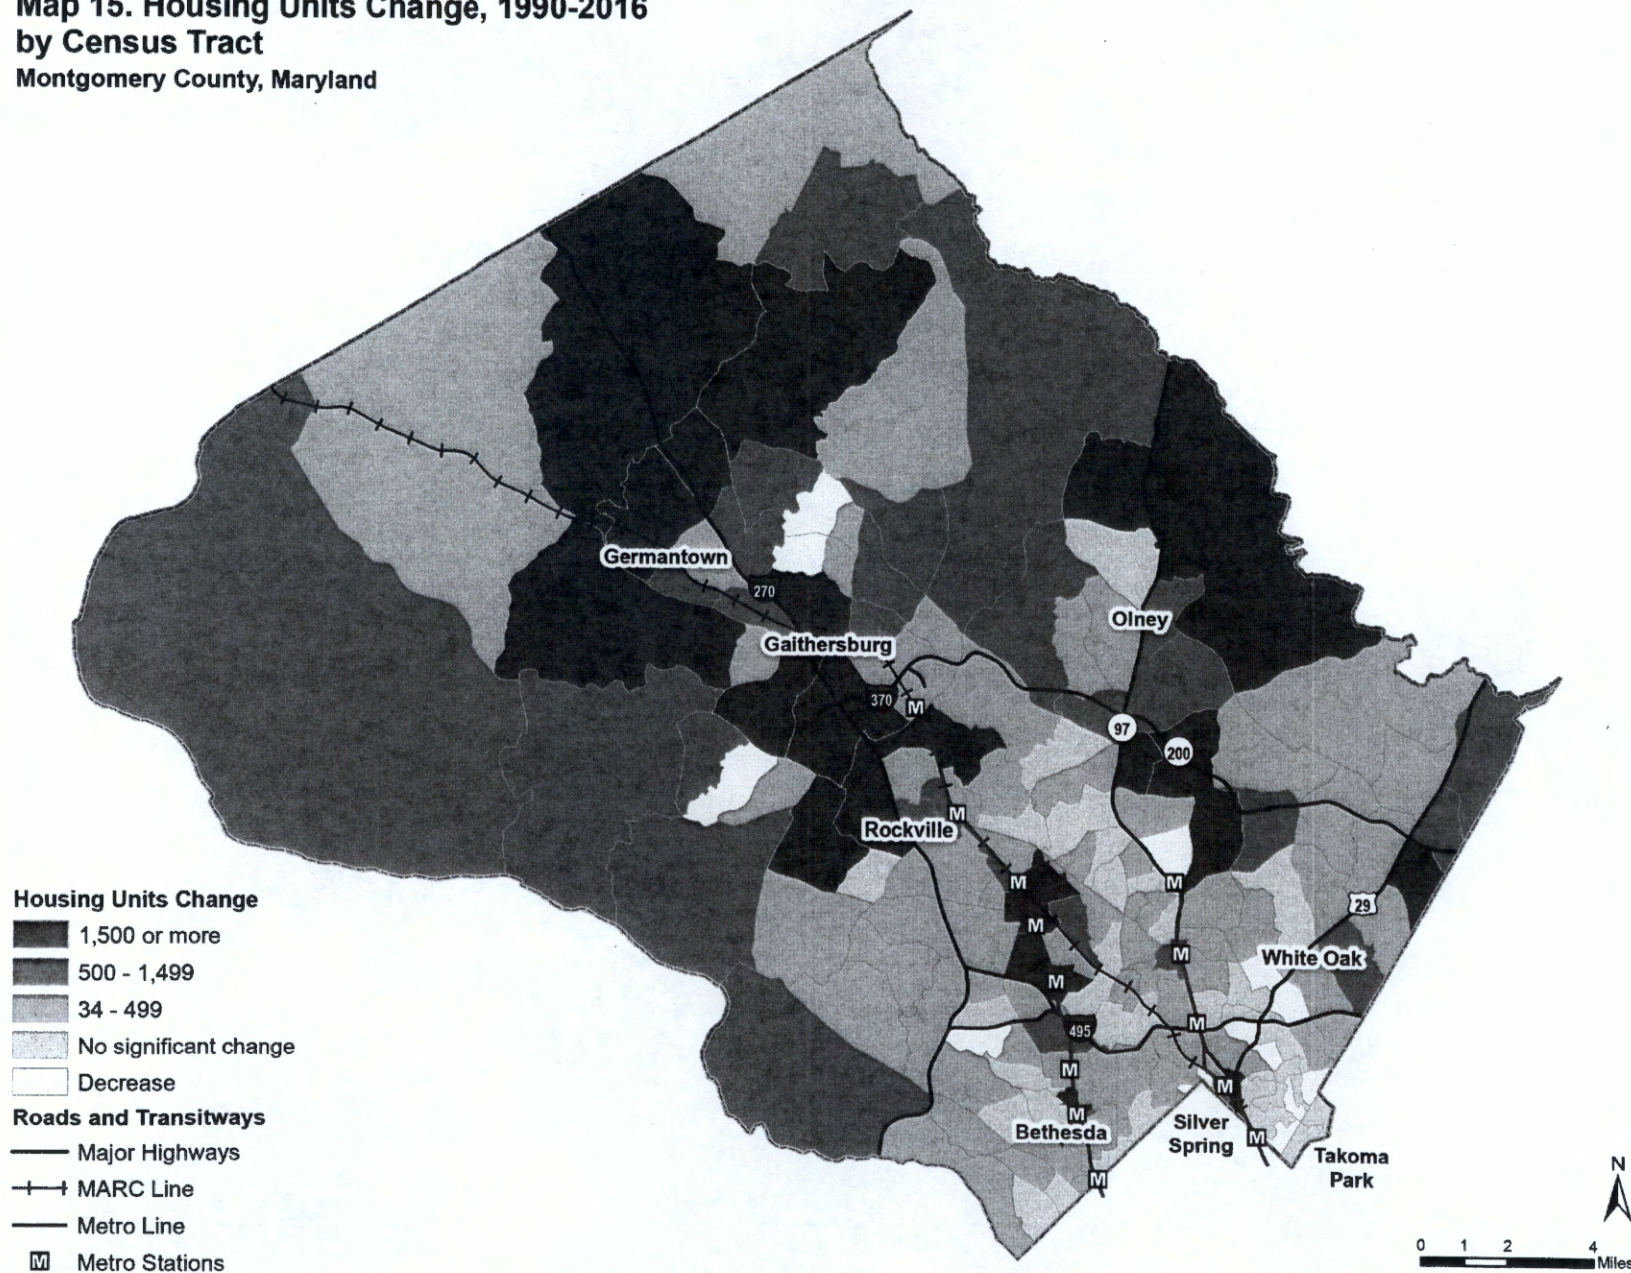 Map 15. Housing Units Change, 1990-2016
by Census Tract
Montgomery County, Maryland
Germantown
270
Gaithersburg
Olney
370
M
97
200
M
Rockville
M
M
29
M
M
White Oak
M
495
M
M
M
M
Bethesda
Silver
Spring
M
Takoma
Park
M
Housing Units Change
1,500 or more
500 - 1,499
34 - 499
No significant change
Decrease
Roads and Transitways
Major Highways
MARC Line
Metro Line
M Metro Stations
N
0 1 2 4
Miles